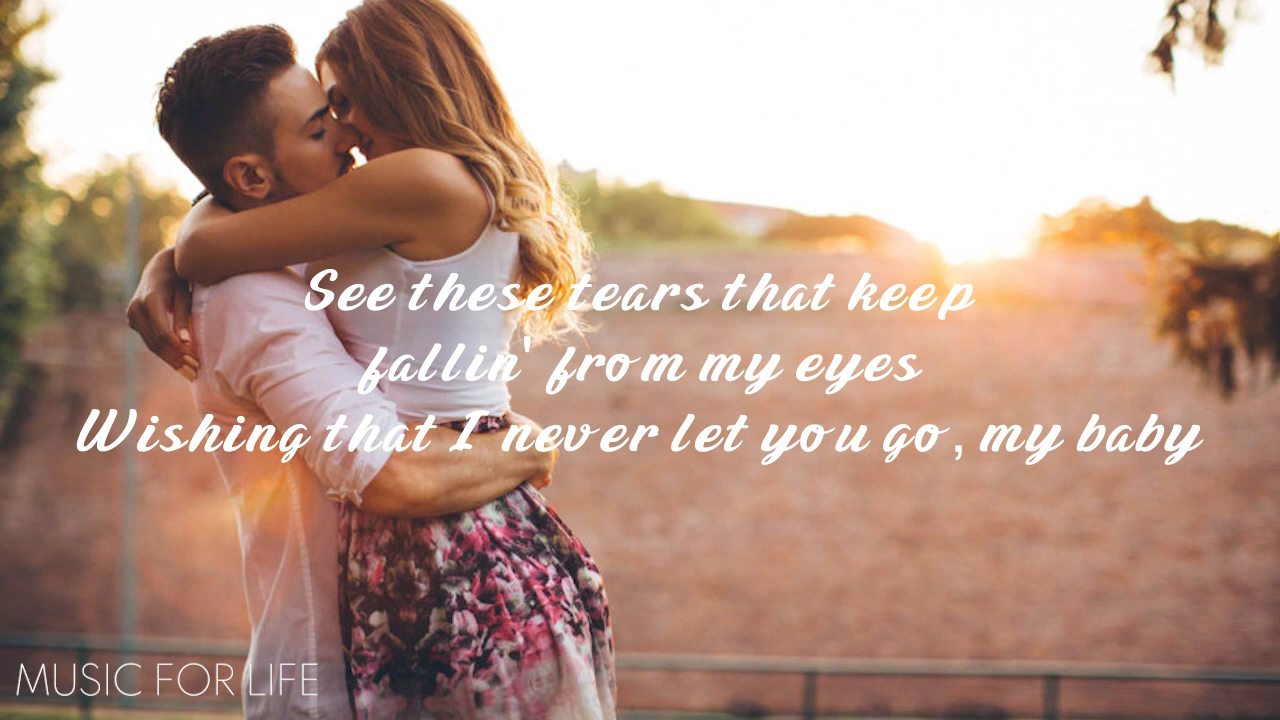 See these tears that keep
fallin' from my eyes
Wishing that I never let you go, my baby
MUSIC FOR LIFE